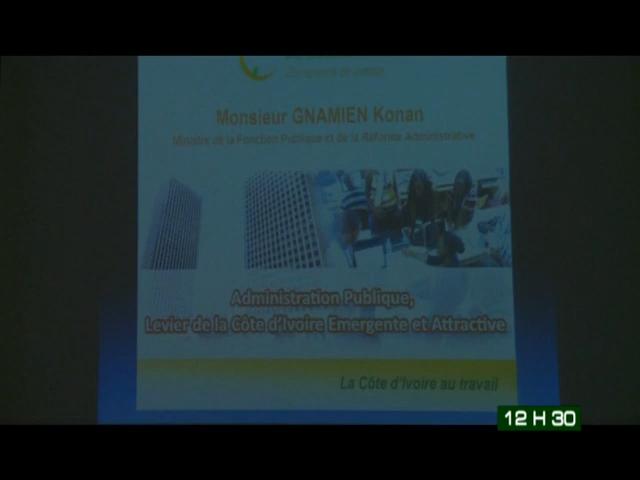 Monsieur GNAMIEN Konan
Ministre de la Fonction Publique et de la Réforme Administrative
Administration Publique,
Levier de la Côte d'Ivoire Emergente et Attractive
La Côte d'Ivoire au travail
12 H 30